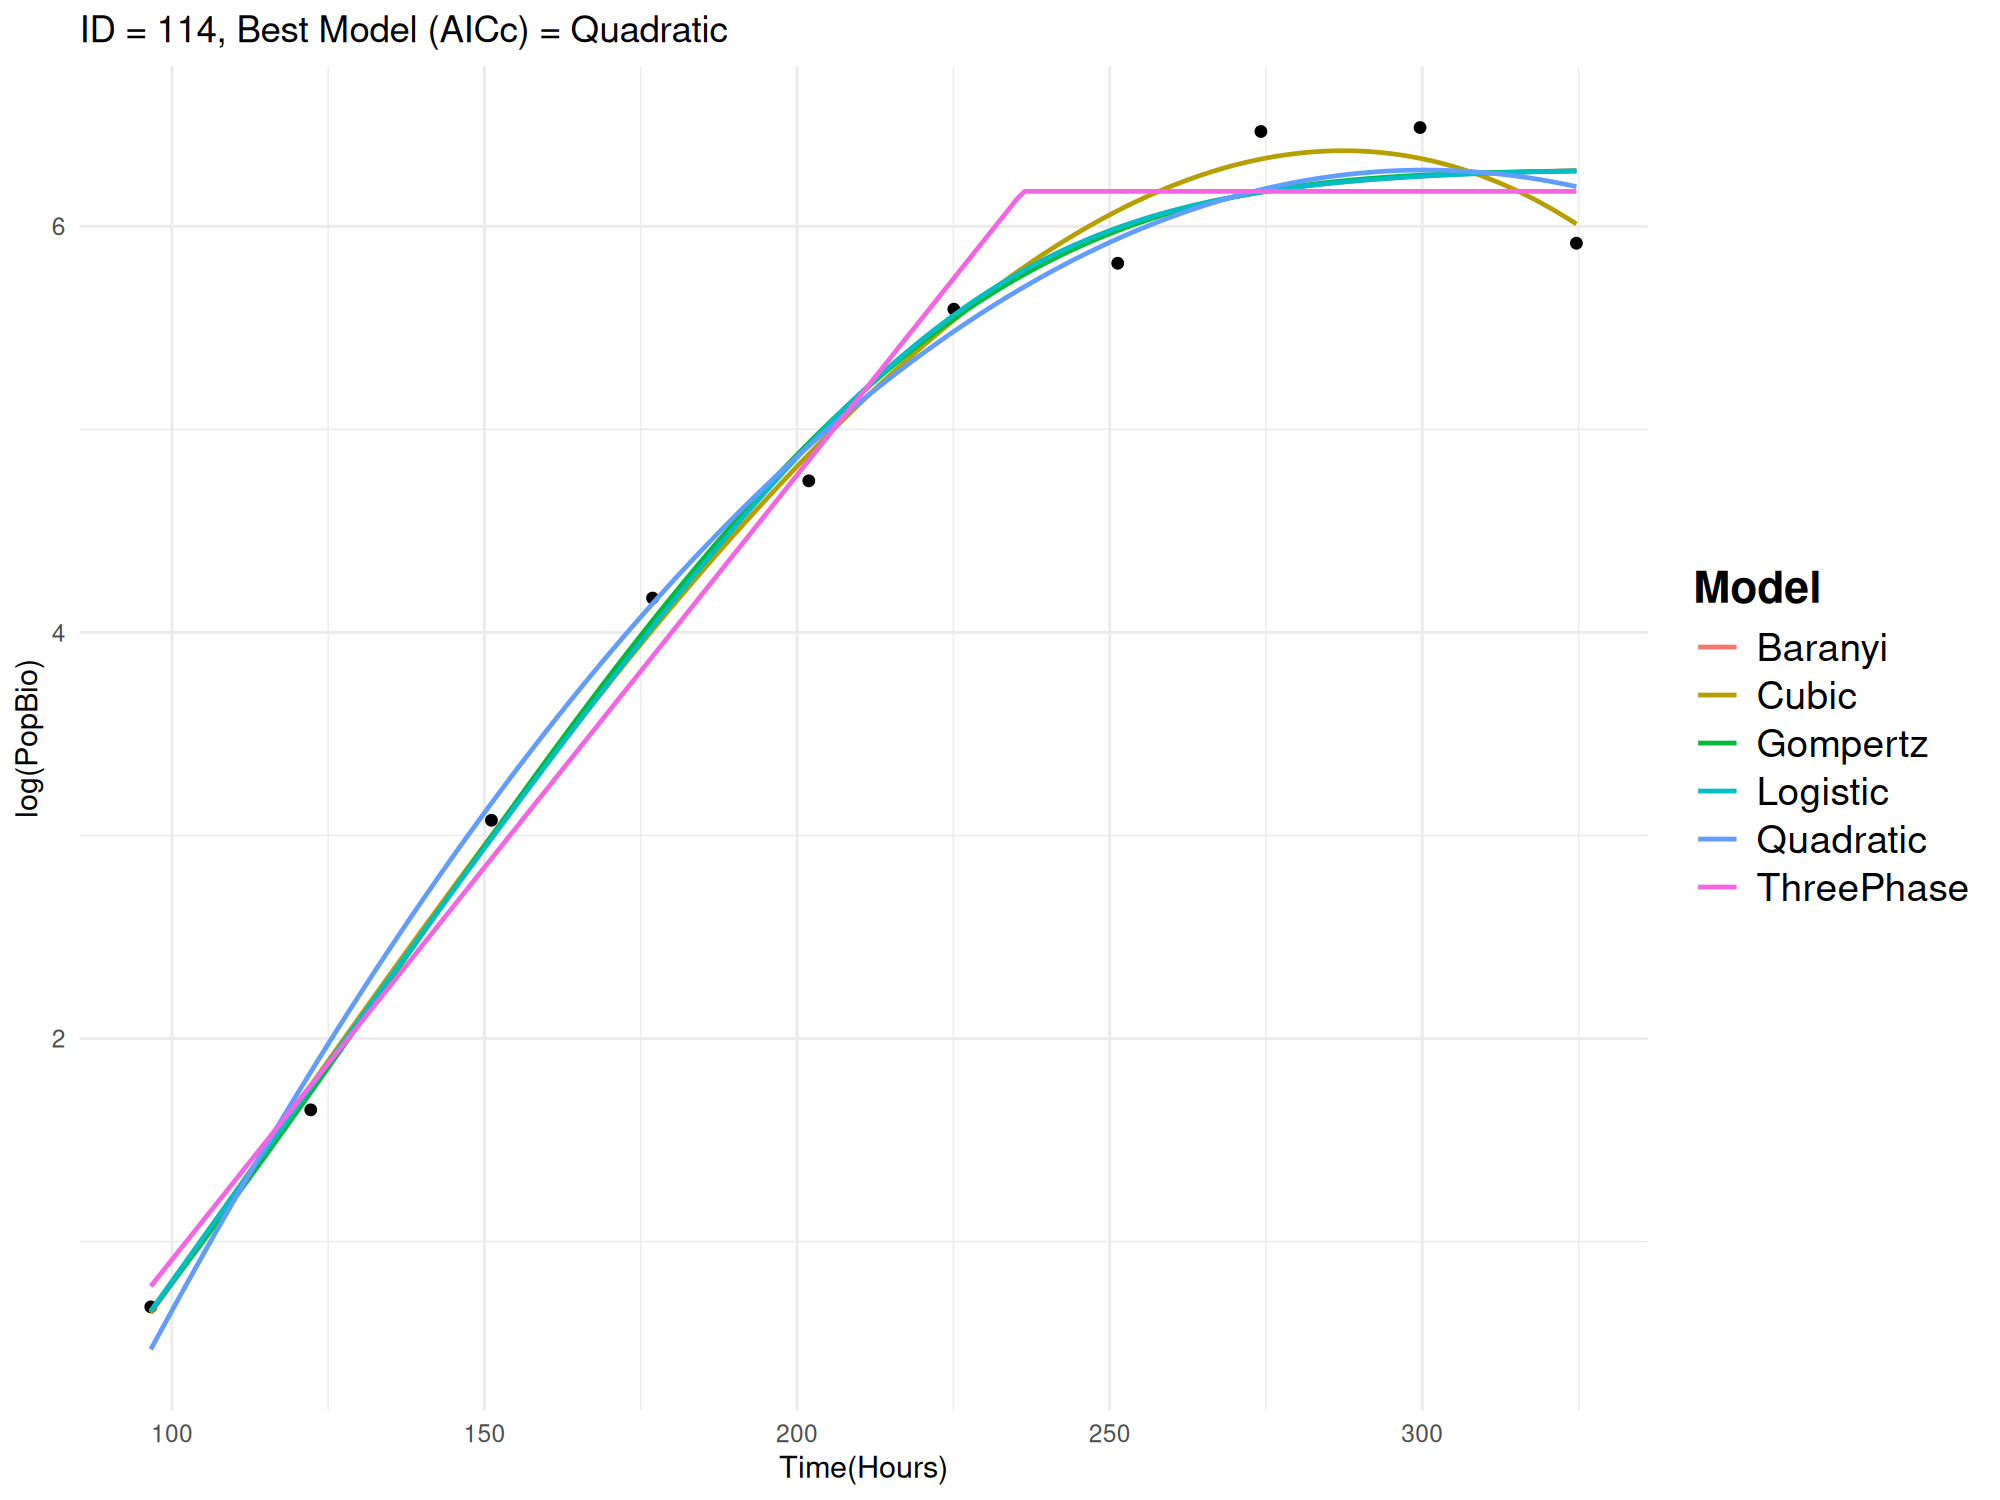 ID = 114, Best Model (AICc) = Quadratic
6
4
2
log(PopBio)
100 150 200 250 300
Time(Hours)
Model
Baranyi
Cubic
Gompertz
Logistic
Quadratic
ThreePhase